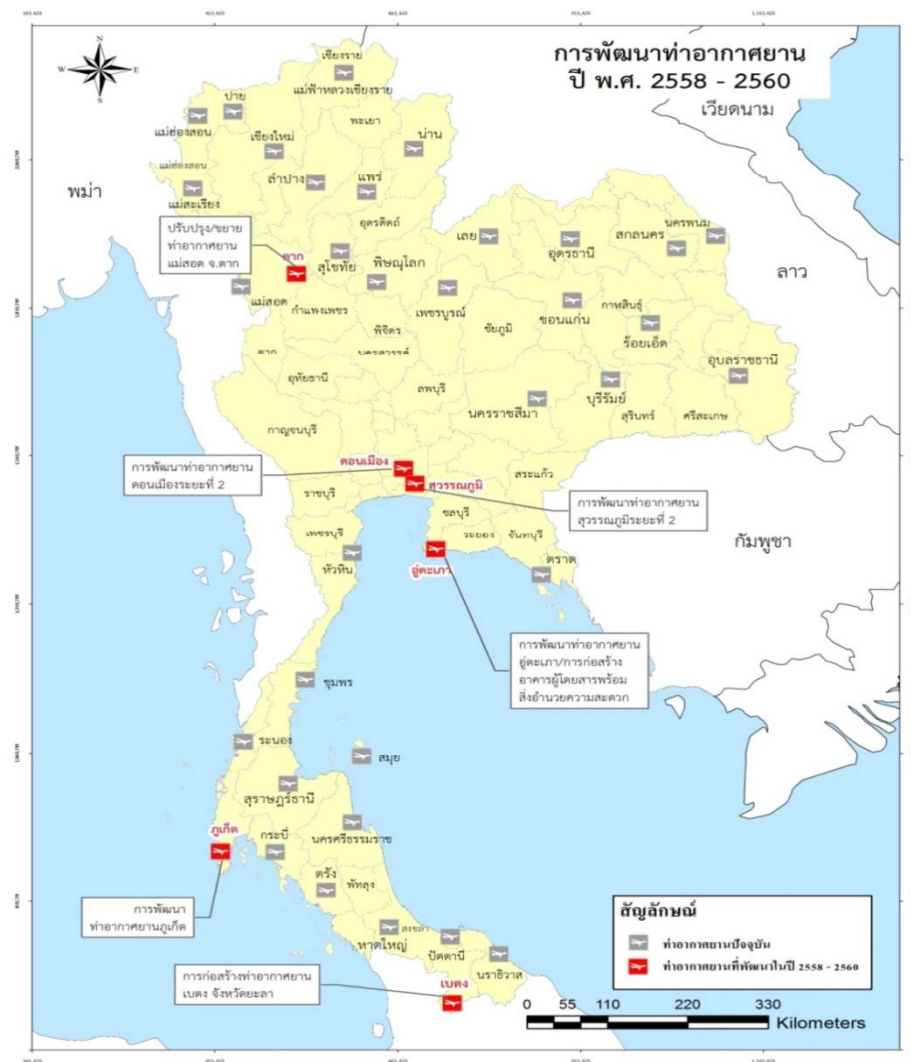 การพัฒนาท่าอากาศยาน
ปี พ.ศ. 2558 - 2560
เวียดนาม
N
W
E
S
เชียงราย
แม่ฟ้าหลวงเชียงราย
ปาย
แม่ฮ่องสอน
พะเยา
น่าน
เชียงใหม่
แม่ฮ่องสอน
ลำปาง
แพร่
พม่า
แม่สะเรียง
ปรับปรุง/ขยาย
ท่าอากาศยาน
แม่สอด จ.ตาก
อุตรดิตถ์
ตาก
สุโขทัย
พิษณุโลก
เลย
อุดรธานี
สกลนคร
นครพนม
ลาว
แม่สอด
กำแพงเพชร
พิจิตร
เพชรบูรณ์
ชัยภูมิ
ขอนแก่น
กาฬสินธุ์
ร้อยเอ็ด
อุบลราชธานี
ตาก
นครสวรรค์
อุทัยธานี
ลพบุรี
นครราชสีมา
บุรีรัมย์
สุรินทร์
ศรีสะเกษ
กาญจนบุรี
การพัฒนาท่าอากาศยาน
ดอนเมืองระยะที่ 2
ดอนเมือง
สุวรรณภูมิ
สระแก้ว
การพัฒนาท่าอากาศยาน
สุวรรณภูมิระยะที่ 2
ราชบุรี
ชลบุรี
เพชรบุรี
ระยอง
จันทบุรี
กัมพูชา
หัวหิน
อู่ตะเภา
ตราด
การพัฒนาท่าอากาศยาน
อู่ตะเภา/การก่อสร้าง
อาคารผู้โดยสารพร้อม
สิ่งอำนวยความสะดวก
ชุมพร
ระนอง
สมุย
สุราษฎร์ธานี
ภูเก็ต
กระบี่
นครศรีธรรมราช
ตรัง
พัทลุง
การพัฒนา
ท่าอากาศยานภูเก็ต
สงขลา
หาดใหญ่
ปัตตานี
นราธิวาส
การก่อสร้างท่าอากาศยาน
เบตง จังหวัดยะลา
เบตง
สัญลักษณ์
ท่าอากาศยานปัจจุบัน
ท่าอากาศยานที่พัฒนาในปี 2558 - 2560
0 55 110 220 330
Kilometers